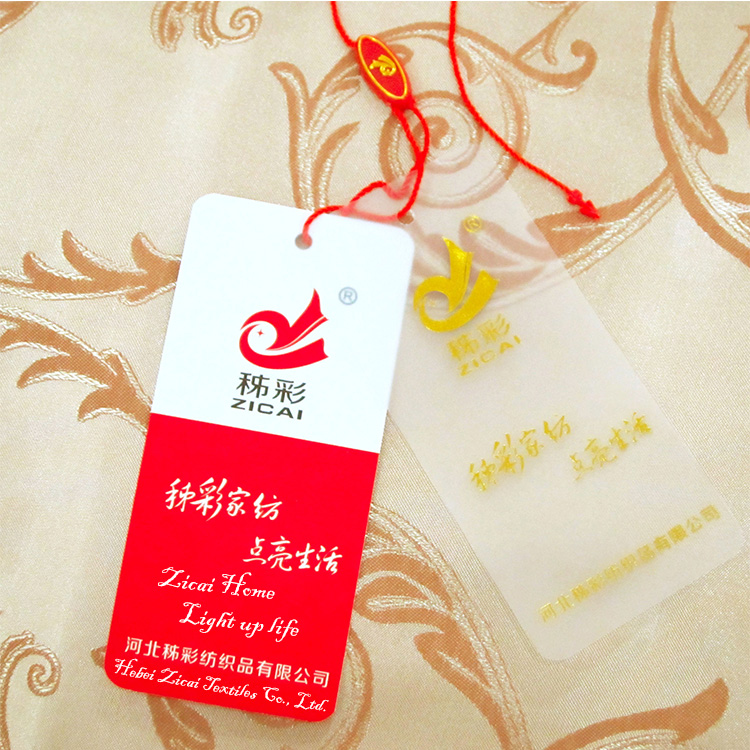 ®
秭彩
ZICAI
秭彩家纺
点亮生活
Zicai Home
Light up life
河北秭彩纺织品有限公司
Hebei Zicai Textiles Co., Ltd.
®
秭彩
ZICAI
秭彩家纺
点亮生活
河北秭彩纺织品有限公司